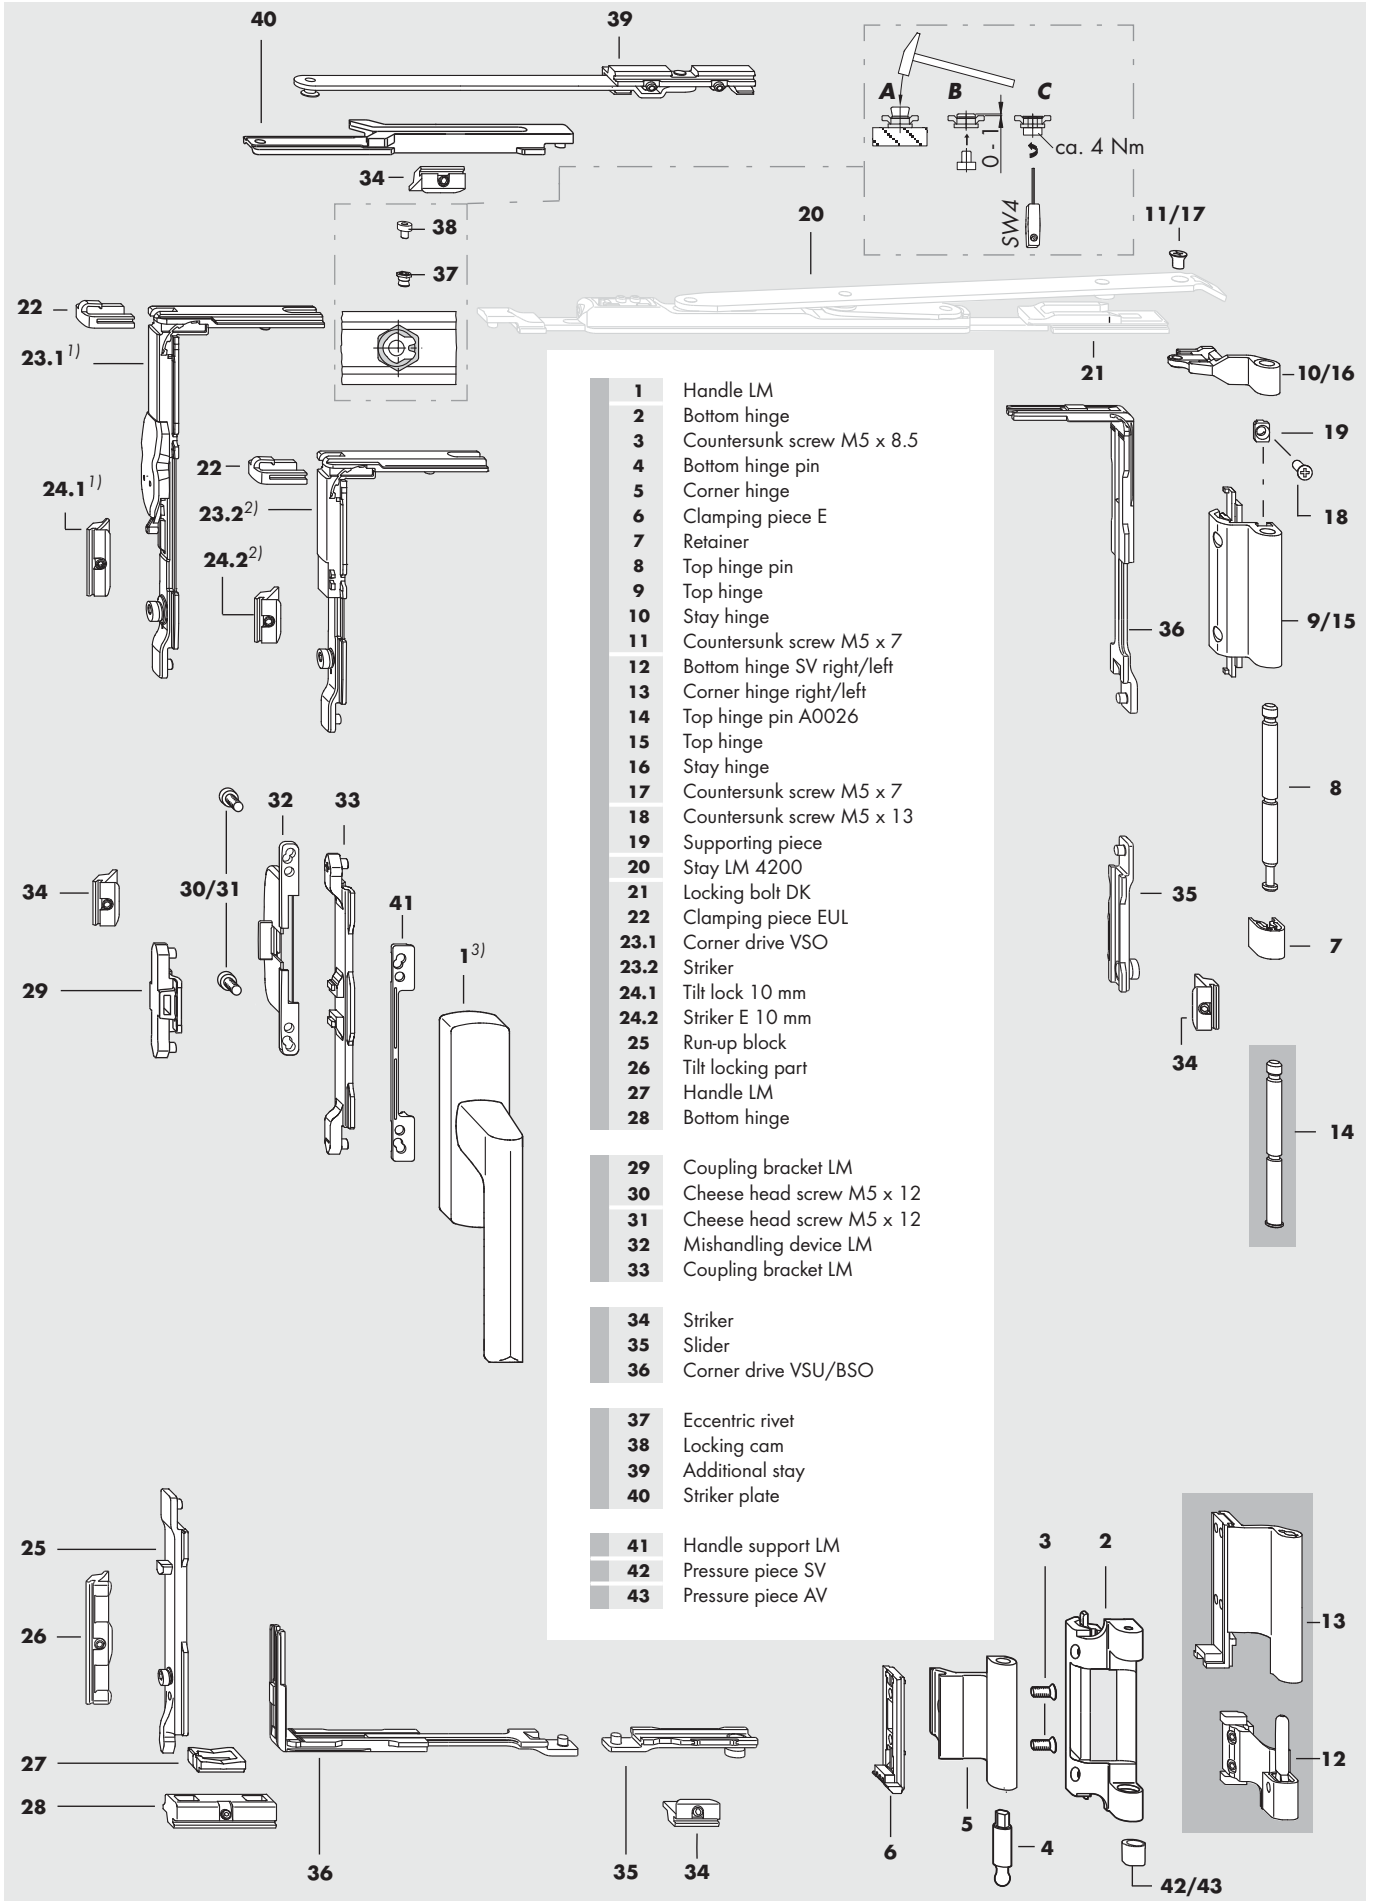 40
39
A B C
0 - 1
ca. 4 Nm
SW4
34
38
37
20
11/17
22
23.1 1)
21
10/16
22
19
18
24.1 1)
23.2 2)
24.2 2)
36
9/15
1 Handle LM
2 Bottom hinge
3 Countersunk screw M5 x 8.5
4 Bottom hinge pin
5 Corner hinge
6 Clamping piece E
7 Retainer
8 Top hinge pin
9 Top hinge
10 Stay hinge
11 Countersunk screw M5 x 7
12 Bottom hinge SV right/left
13 Corner hinge right/left
14 Top hinge pin A0026
15 Top hinge
16 Stay hinge
17 Countersunk screw M5 x 7
18 Countersunk screw M5 x 13
19 Supporting piece
20 Stay LM 4200
21 Locking bolt DK
22 Clamping piece EUL
23.1 Corner drive VSO
23.2 Striker
24.1 Tilt lock 10 mm
24.2 Striker E 10 mm
25 Run-up block
26 Tilt locking part
27 Handle LM
28 Bottom hinge
29 Coupling bracket LM
30 Cheese head screw M5 x 12
31 Cheese head screw M5 x 12
32 Mishandling device LM
33 Coupling bracket LM
34 Striker
35 Slider
36 Corner drive VSU/BSO
37 Eccentric rivet
38 Locking cam
39 Additional stay
40 Striker plate
41 Handle support LM
42 Pressure piece SV
43 Pressure piece AV
32
33
8
34
30/31
41
35
1 3)
7
29
34
14
25
3
2
26
13
27
12
28
5
4
6
36
35
34
42/43